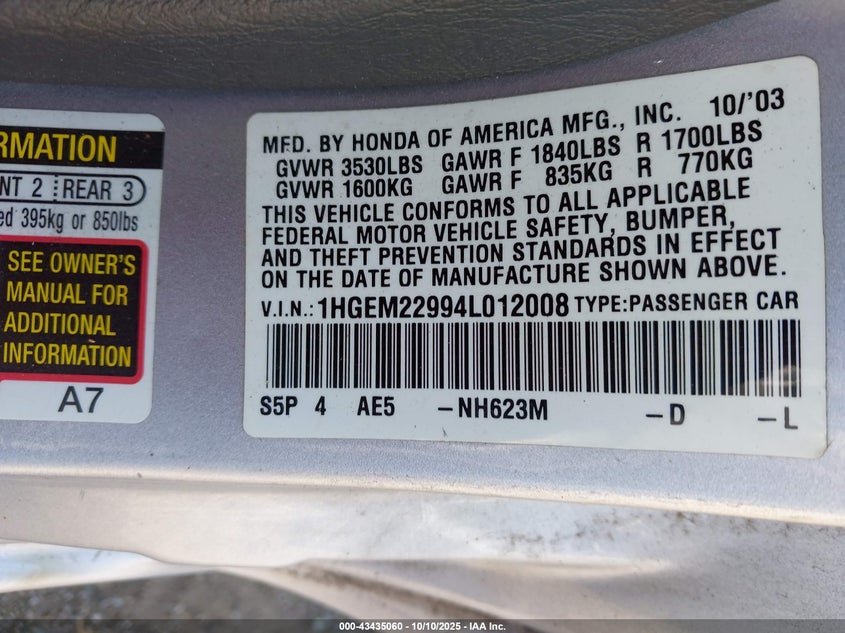 RMATION
NT 2 REAR 3
ed 395kg or 850lbs
SEE OWNER'S
MANUAL FOR
ADDITIONAL
INFORMATION
A7
MFD. BY HONDA OF AMERICA MFG., INC. 10/'03
GVWR 3530LBS GAWR F 1840LBS R 1700LBS
GVWR 1600KG GAWR F 835KG R 770KG
THIS VEHICLE CONFORMS TO ALL APPLICABLE
FEDERAL MOTOR VEHICLE SAFETY, BUMPER,
AND THEFT PREVENTION STANDARDS IN EFFECT
ON THE DATE OF MANUFACTURE SHOWN ABOVE.
V.I.N.:1HGEM22994L012008 TYPE:PASSENGER CAR
S5P 4 AE5 -NH623M -D -L
000-43435060 - 10/10/2025 - IAA Inc.